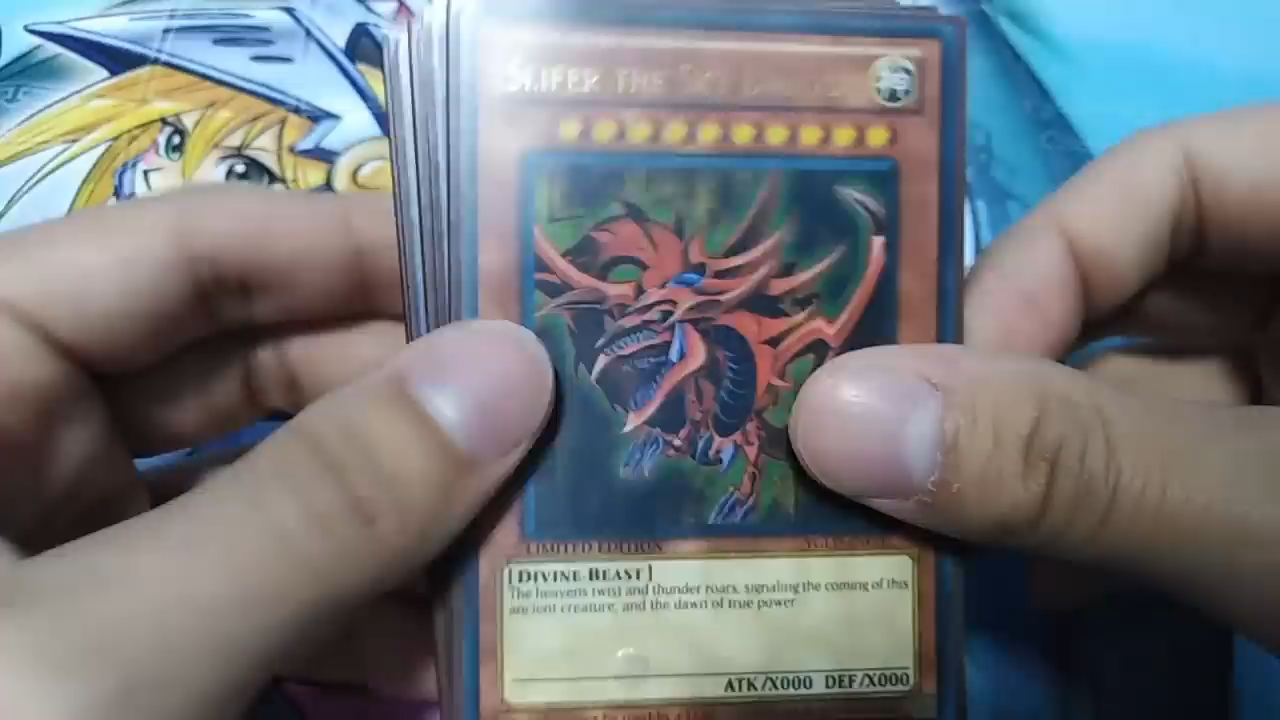 SLIFER THE SKY
LIMITED EDITION
[DIVINE-BEAST]
The heavens twist and thunder roars, signaling the coming of this
ancient creature, and the dawn of true power
ATK/X000 DEF/X000